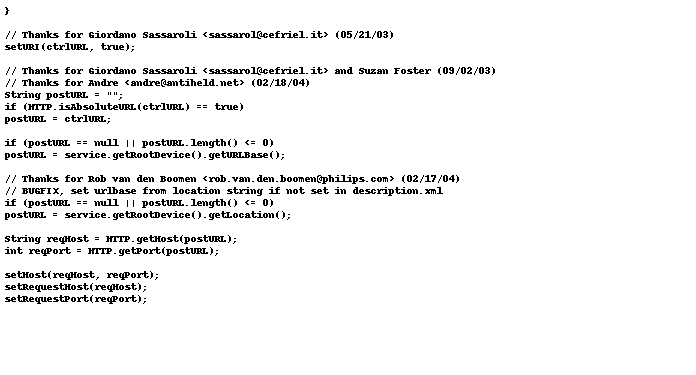 }

// Thanks for Giordano Sassaroli <sassarol@cefriel.it> (05/21/03)
setURI(ctrlURL, true);

// Thanks for Giordano Sassaroli <sassarol@cefriel.it> and Suzan Foster (09/02/03)
// Thanks for Andre <andre@antiheld.net> (02/18/04)
String postURL = "";
if (HTTP.isAbsoluteURL(ctrlURL) == true)
postURL = ctrlURL;

if (postURL == null || postURL.length() <= 0)
postURL = service.getRootDevice().getURLBase();

// Thanks for Rob van den Boomen <rob.van.den.boomen@philips.com> (02/17/04)
// BUGFIX, set urlbase from location string if not set in description.xml
if (postURL == null || postURL.length() <= 0)
postURL = service.getRootDevice().getLocation();

String reqHost = HTTP.getHost(postURL);
int reqPort = HTTP.getPort(postURL);

setHost(reqHost, reqPort);
setRequestHost(reqHost);
setRequestPort(reqPort);